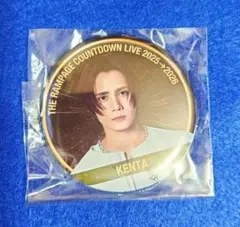 THE RAMPAGE COUNTDOWN LIVE 2025→2026
KENTA